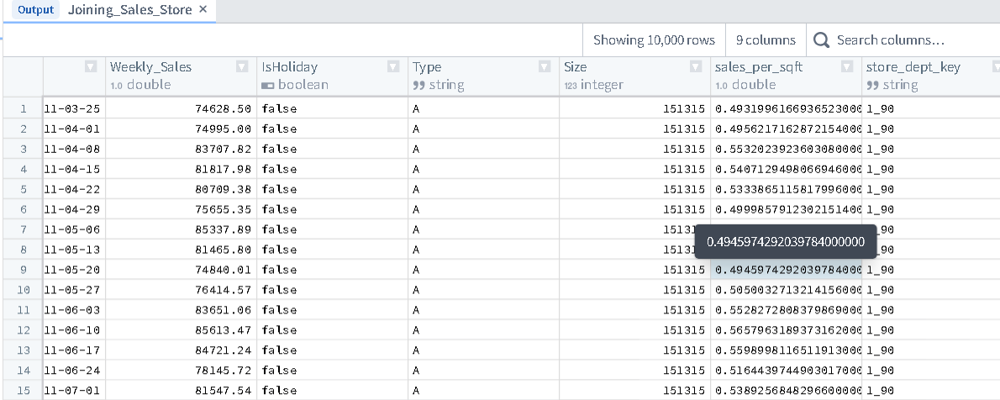 Output Joining_Sales_Store ×
Showing 10,000 rows 9 columns Search columns...
Weekly_Sales IsHoliday Type Size sales_per_sqft store_dept_key
1.0 double boolean string 123 integer 1.0 double string
1 11-03-25 74628.50 false A 151315 0.4931996166936523000 1_90
2 11-04-01 74995.00 false A 151315 0.4956217162872154000 1_90
3 11-04-08 83707.82 false A 151315 0.5532023923603080000 1_90
4 11-04-15 81817.98 false A 151315 0.5407129498066946000 1_90
5 11-04-22 80709.38 false A 151315 0.5333865115817996000 1_90
6 11-04-29 75655.35 false A 151315 0.4999857912302151400 1_90
7 11-05-06 85337.89 false A 1513 _90
0.4945974292039784000000
8 11-05-13 81465.80 false A 1513 _90
9 11-05-20 74840.01 false A 151315 0.4945974292039784000 1_90
10 11-05-27 76414.57 false A 151315 0.5050032713214156000 1_90
11 11-06-03 83651.06 false A 151315 0.5528272808379869000 1_90
12 11-06-10 85613.47 false A 151315 0.5657963189373162000 1_90
13 11-06-17 84721.24 false A 151315 0.5598998116511913000 1_90
14 11-06-24 78145.72 false A 151315 0.5164439744903017000 1_90
15 11-07-01 81547.54 false A 151315 0.5389256848296600000 1_90